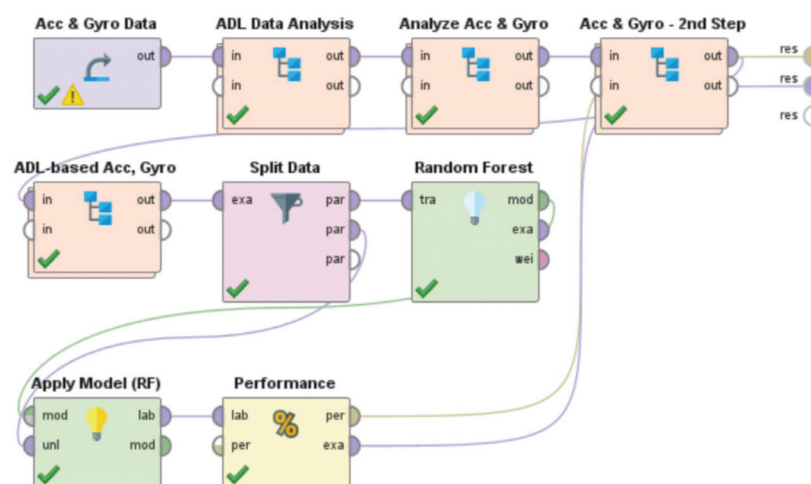 Acc & Gyro Data ADL Data Analysis Analyze Acc & Gyro Acc & Gyro - 2nd Step
out in out in out in out res
in out in out in out res
res
ADL-based Acc, Gyro Split Data Random Forest
in out exa par tra mod
in out par exa
par wei
Apply Model (RF) Performance
mod lab lab per
unl mod per exa